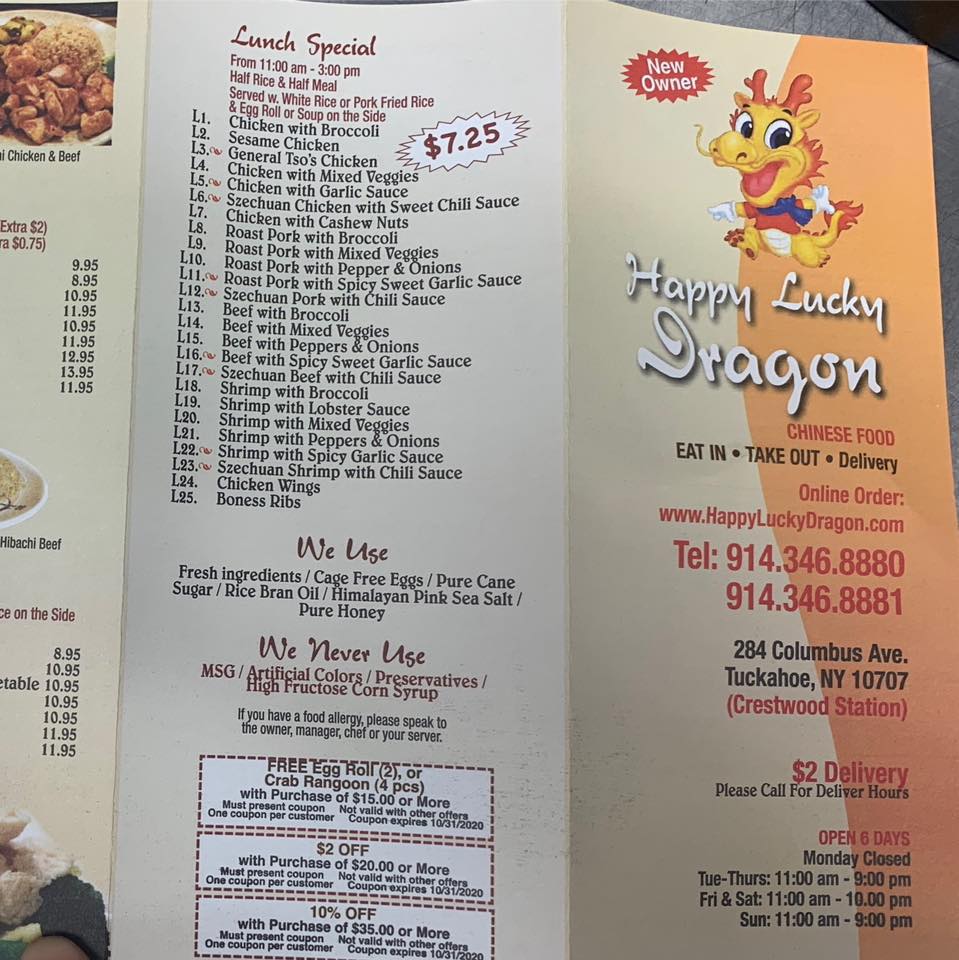 i Chicken & Beef
Extra $2)
ra $0.75)
9.95
8.95
10.95
11.95
10.95
11.95
12.95
13.95
11.95
Hibachi Beef
ce on the Side
8.95
10.95
etable 10.95
10.95
10.95
11.95
11.95
Lunch Special
From 11:00 am - 3:00 pm
Half Rice & Half Meal
Served w. White Rice or Pork Fried Rice
& Egg Roll or Soup on the Side
$7.25
L1. Chicken with Broccoli
L2. Sesame Chicken
L3. General Tso's Chicken
L4. Chicken with Mixed Veggies
L5. Chicken with Garlic Sauce
L6. Szechuan Chicken with Sweet Chili Sauce
L7. Chicken with Cashew Nuts
L8. Roast Pork with Broccoli
L9. Roast Pork with Mixed Veggies
L10. Roast Pork with Pepper & Onions
L11. Roast Pork with Spicy Sweet Garlic Sauce
L12. Szechuan Pork with Chili Sauce
L13. Beef with Broccoli
L14. Beef with Mixed Veggies
L15. Beef with Peppers & Onions
L16. Beef with Spicy Sweet Garlic Sauce
L17. Szechuan Beef with Chili Sauce
L18. Shrimp with Broccoli
L19. Shrimp with Lobster Sauce
L20. Shrimp with Mixed Veggies
L21. Shrimp with Peppers & Onions
L22. Shrimp with Spicy Garlic Sauce
L23. Szechuan Shrimp with Chili Sauce
L24. Chicken Wings
L25. Boness Ribs
We Use
Fresh ingredients / Cage Free Eggs / Pure Cane
Sugar / Rice Bran Oil / Himalayan Pink Sea Salt /
Pure Honey
We Never Use
MSG / Artificial Colors / Preservatives /
High Fructose Corn Syrup
If you have a food allergy, please speak to
the owner, manager, chef or your server.
FREE Egg Roll (2), or
Crab Rangoon (4 pcs)
with Purchase of $15.00 or More
Must present coupon Not valid with other offers
One coupon per customer Coupon expires 10/31/2020
$2 OFF
with Purchase of $20.00 or More
Must present coupon Not valid with other offers
One coupon per customer Coupon expires 10/31/2020
10% OFF
with Purchase of $35.00 or More
Must present coupon Not valid with other offers
One coupon per customer Coupon expires 10/31/2020
New
Owner
Happy Lucky
Dragon
CHINESE FOOD
EAT IN • TAKE OUT • Delivery
Online Order:
www.HappyLuckyDragon.com
Tel: 914.346.8880
914.346.8881
284 Columbus Ave.
Tuckahoe, NY 10707
(Crestwood Station)
$2 Delivery
Please Call For Deliver Hours
OPEN 6 DAYS
Monday Closed
Tue-Thurs: 11:00 am - 9:00 pm
Fri & Sat: 11:00 am - 10.00 pm
Sun: 11:00 am - 9:00 pm